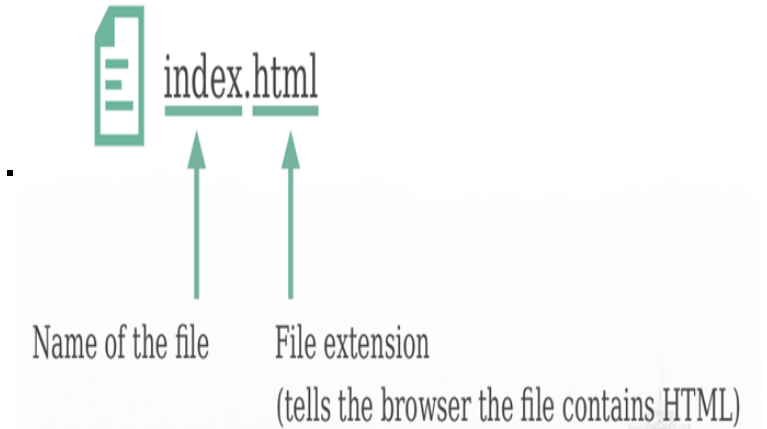 index.html
Name of the file
File extension
(tells the browser the file contains HTML)